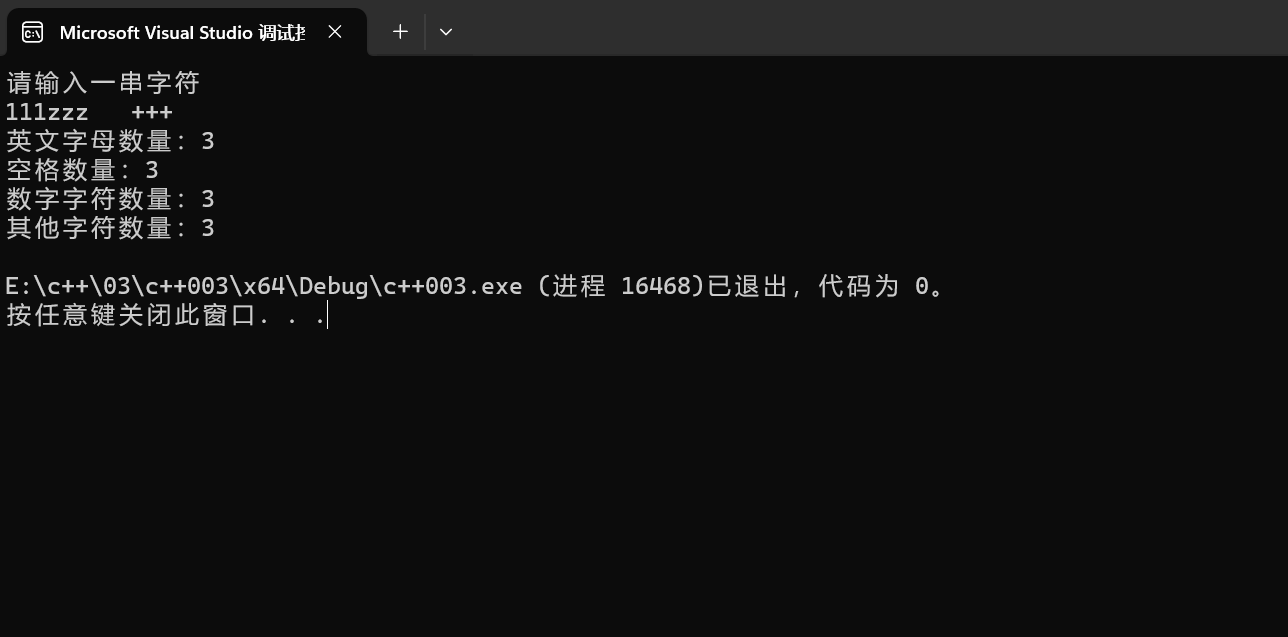 Microsoft Visual Studio 调试
请输入一串字符
111zzz   +++
英文字母数量：3
空格数量：3
数字字符数量：3
其他字符数量：3
E:\c++\03\c++003\x64\Debug\c++003.exe (进程 16468)已退出，代码为 0。
按任意键关闭此窗口. . .